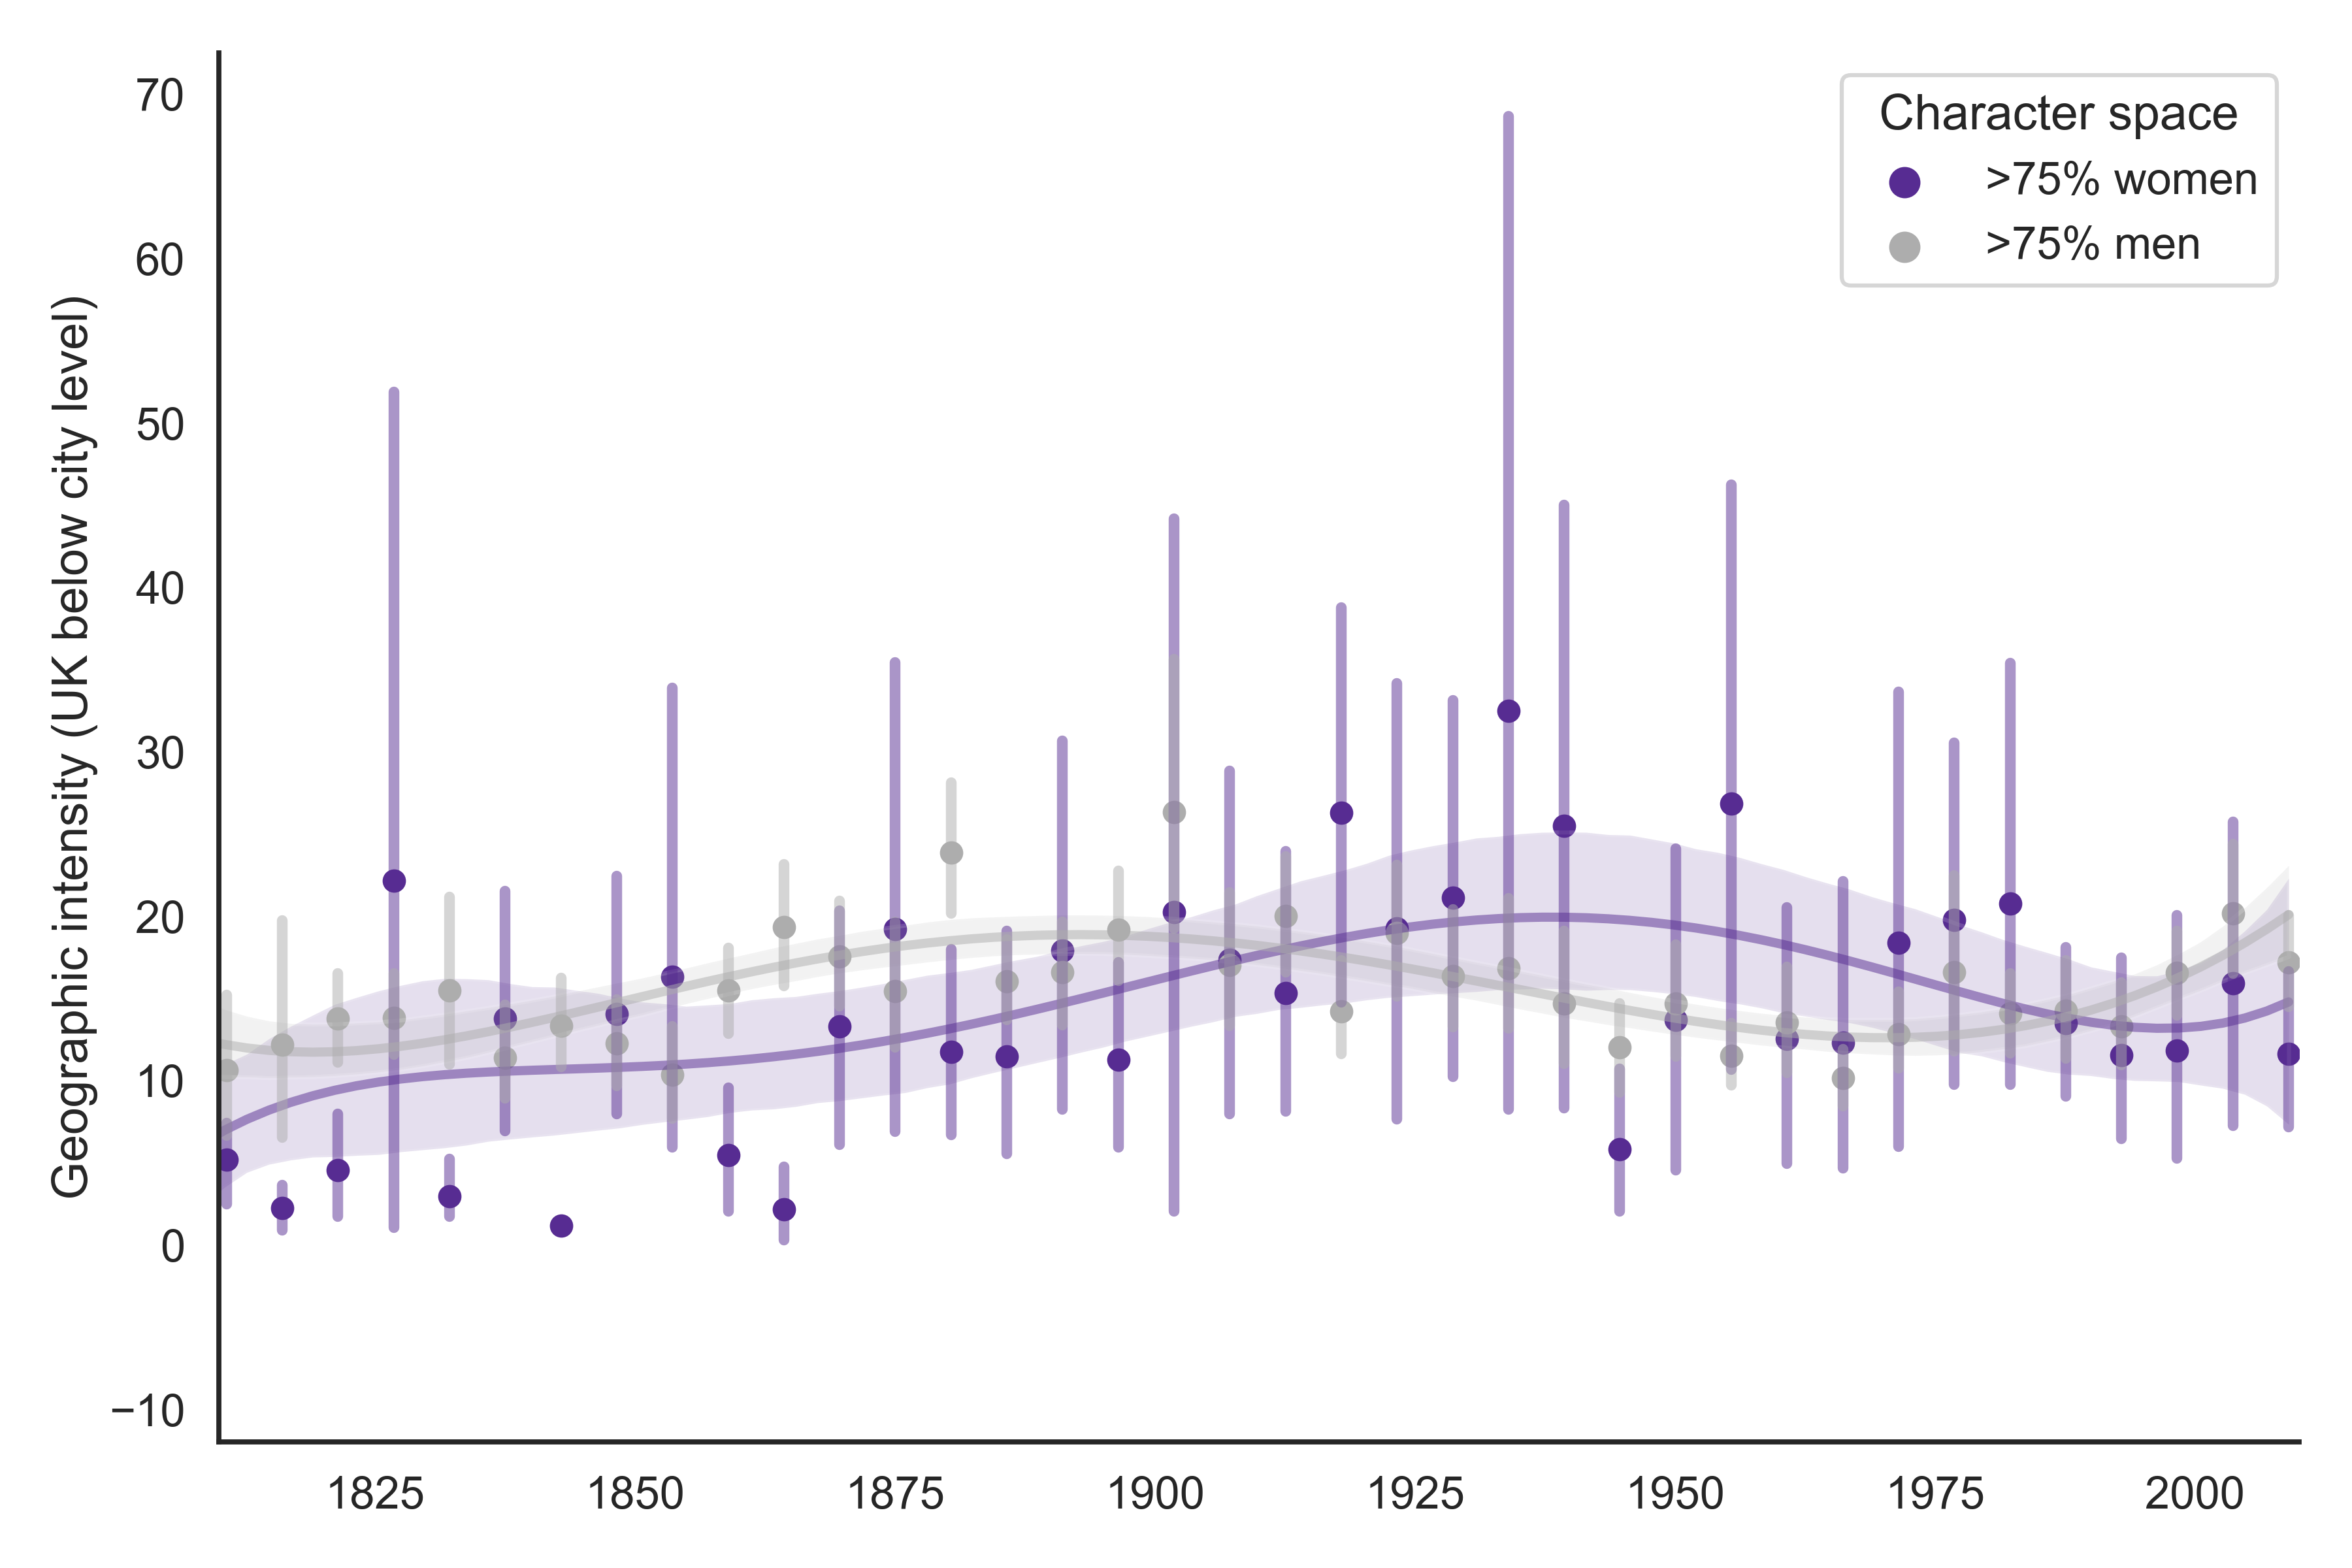 70
60
50
40
30
20
10
0
−10
Geographic intensity (UK below city level)
Character space
>75% women
>75% men
1825 1850 1875 1900 1925 1950 1975 2000